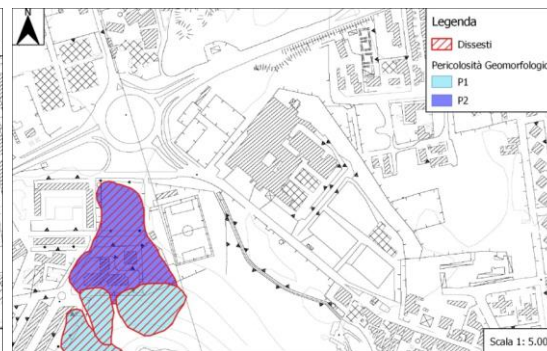 N
Legenda
Dissesti
Pericolosità Geomorfologic
P1
P2
Scala 1: 5.00